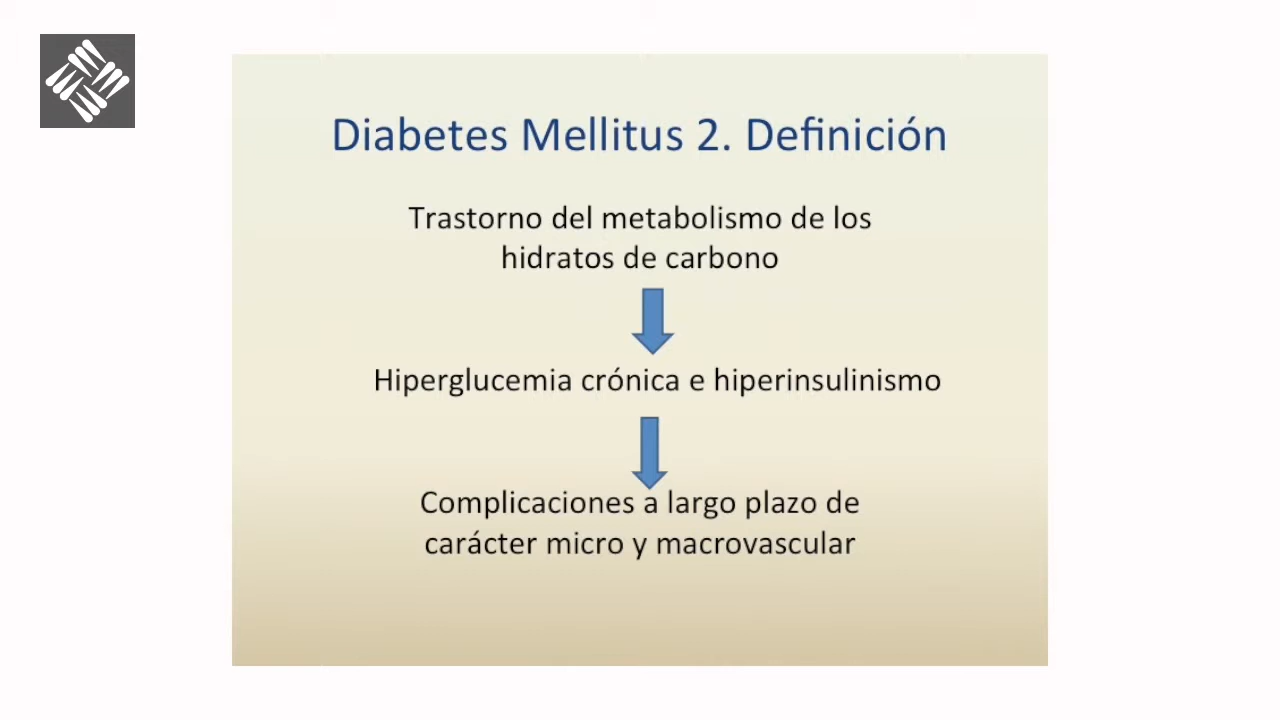 Diabetes Mellitus 2. Definición
Trastorno del metabolismo de los
hidratos de carbono
Hiperglucemia crónica e hiperinsulinismo
Complicaciones a largo plazo de
carácter micro y macrovascular